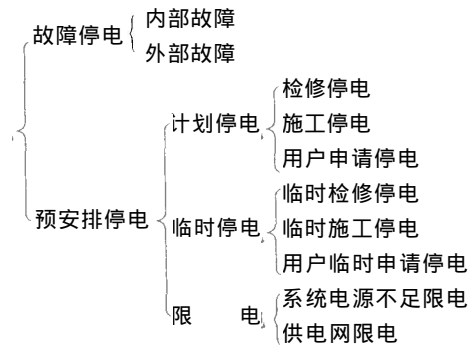 故障停电
内部故障
外部故障
预安排停电
计划停电
检修停电
施工停电
用户申请停电
临时停电
临时检修停电
临时施工停电
用户临时申请停电
限 电
系统电源不足限电
供电网限电